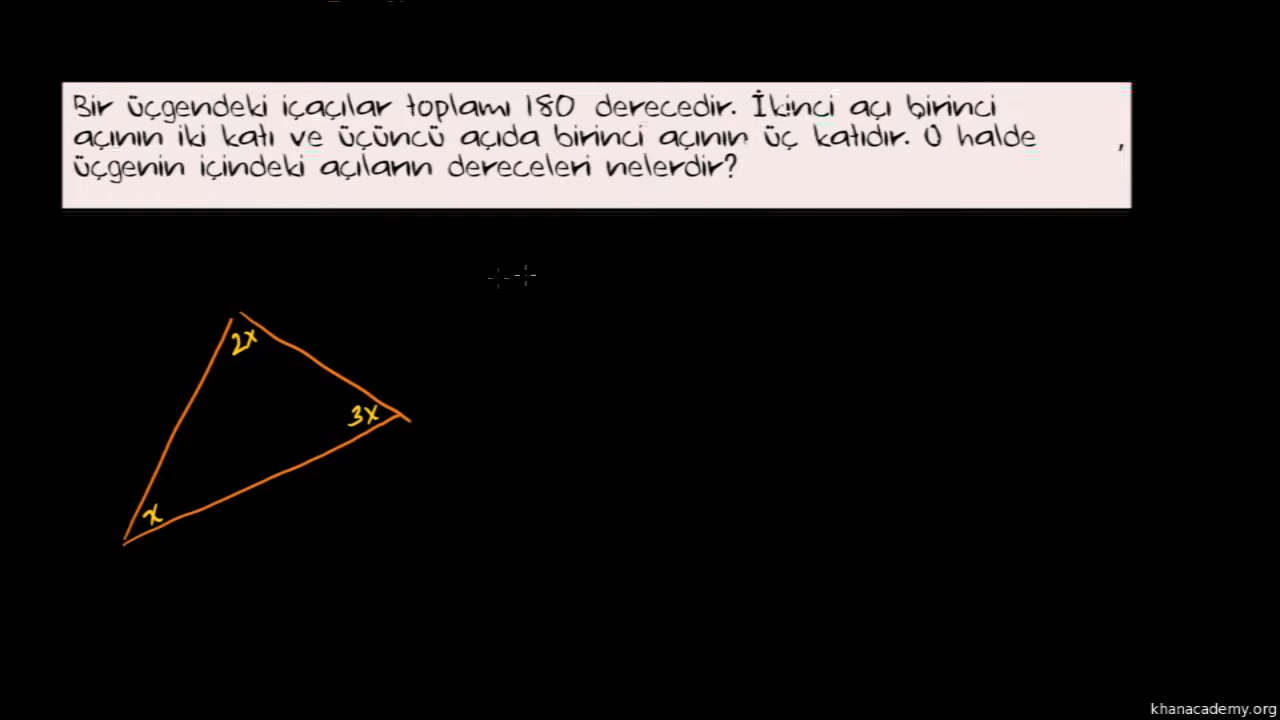 Bir üçgendeki içaçılar toplamı 180 derecedir. İkinci açı birinci
açının iki katı ve üçüncü açıda birinci açının üç katıdır. O halde ,
üçgenin içindeki açıların dereceleri nelerdir?
2x
3x
x
khanacademy.org